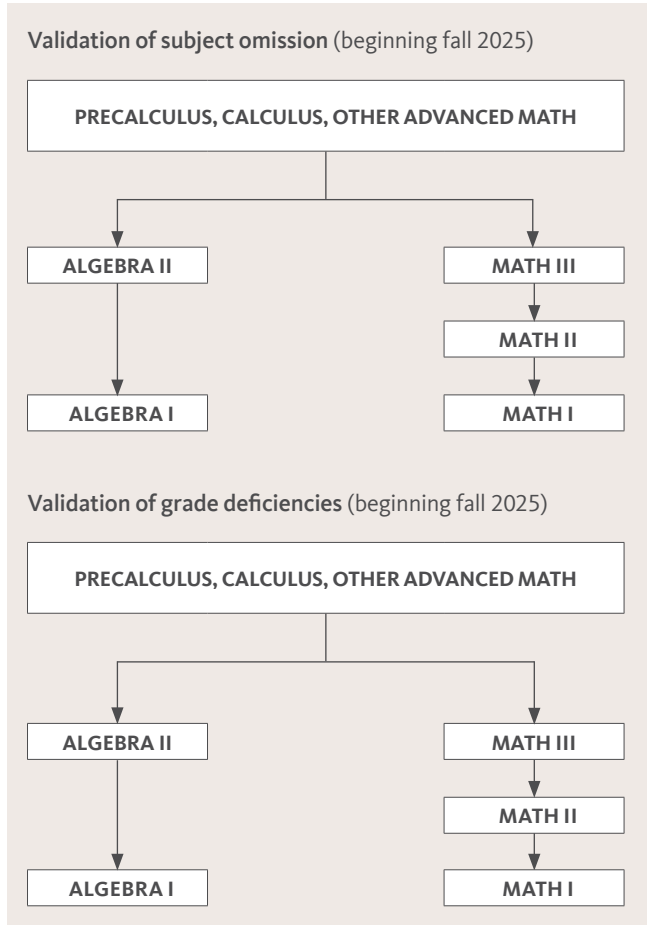 Validation of subject omission (beginning fall 2025)
PRECALCULUS, CALCULUS, OTHER ADVANCED MATH
ALGEBRA II
MATH III
MATH II
ALGEBRA I
MATH I
Validation of grade deficiencies (beginning fall 2025)
PRECALCULUS, CALCULUS, OTHER ADVANCED MATH
ALGEBRA II
MATH III
MATH II
ALGEBRA I
MATH I